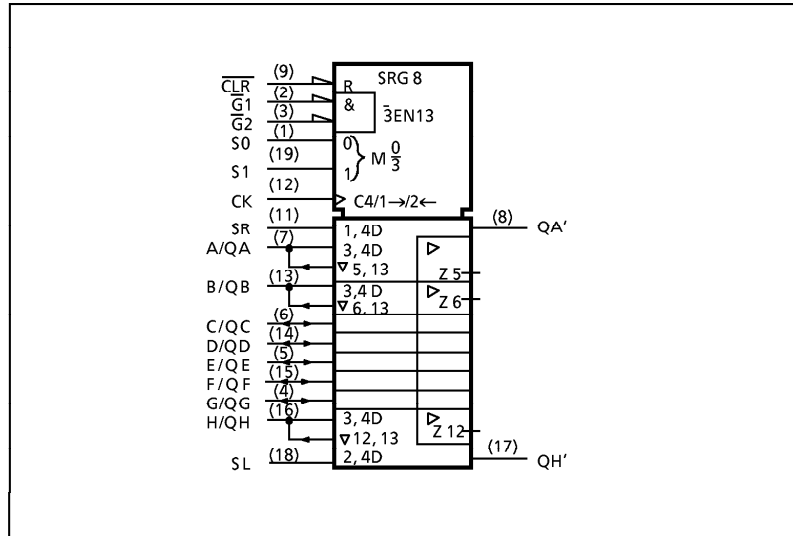 SRG 8
(9)
CLR
R
(2)
G1
&
3EN13
(3)
G2
(1)
S0
0
M 0/3
(19)
S1
1
(12)
CK
C4/1→/2←
(11)
SR
1, 4D
(8)
QA'
(7)
A/QA
3, 4D
5, 13
Z 5
(13)
B/QB
3,4 D
6, 13
Z 6
(6)
C/QC
(14)
D/QD
(5)
E/QE
(15)
F/QF
(4)
G/QG
(16)
H/QH
3, 4D
12, 13
Z 12
(18)
SL
2, 4D
(17)
QH'